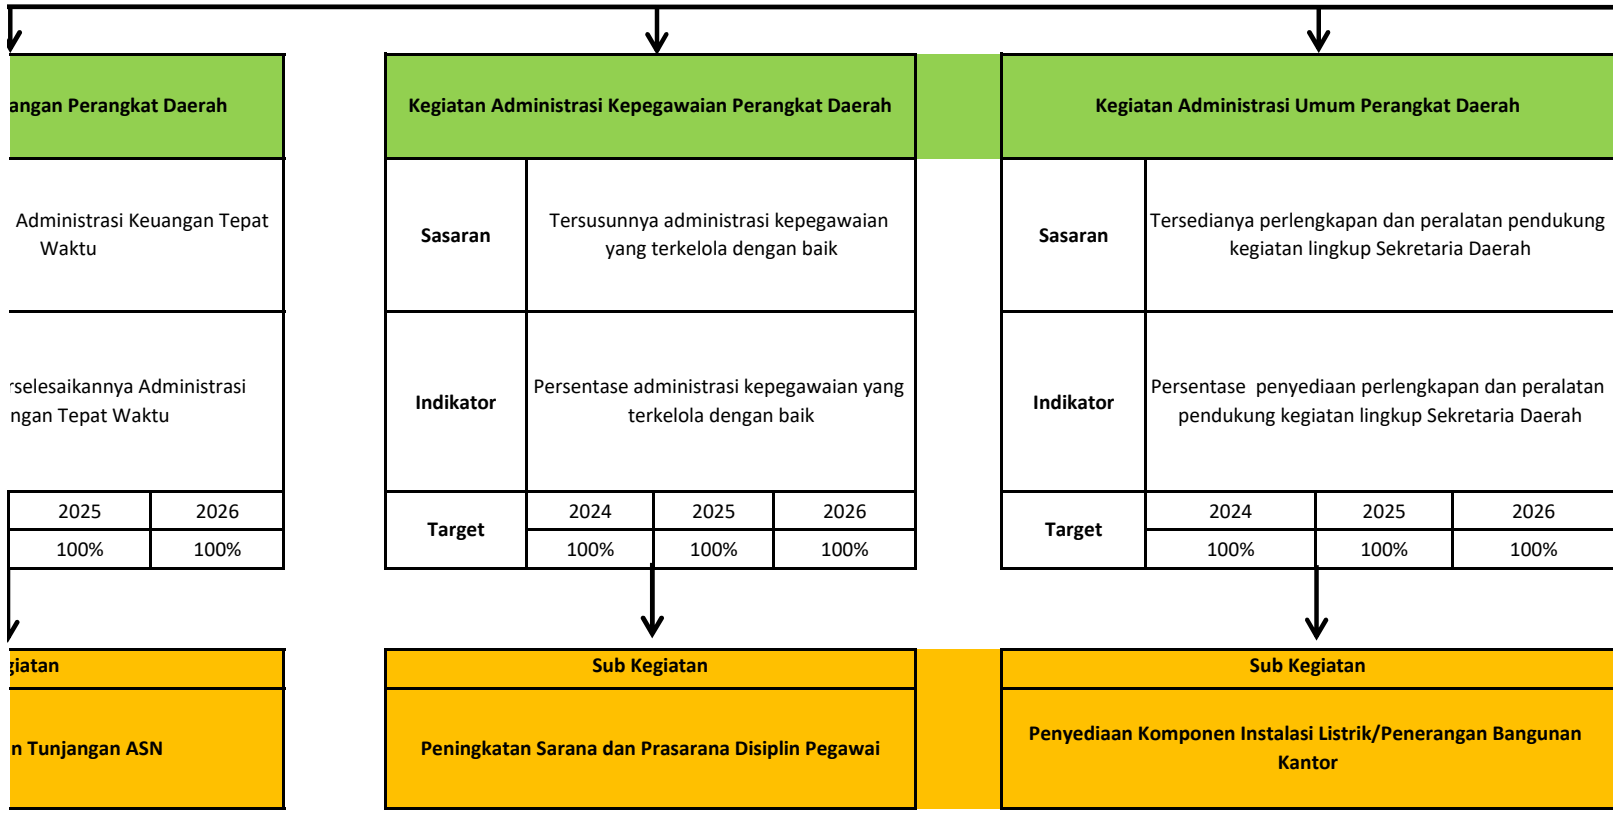 angan Perangkat Daerah
Administrasi Keuangan Tepat
Waktu
rselesaikannya Administrasi
ngan Tepat Waktu
2025 2026
100% 100%
giatan
n Tunjangan ASN
Kegiatan Administrasi Kepegawaian Perangkat Daerah
Sasaran
Tersusunnya administrasi kepegawaian
yang terkelola dengan baik
Indikator
Persentase administrasi kepegawaian yang
terkelola dengan baik
Target
2024 2025 2026
100% 100% 100%
Sub Kegiatan
Peningkatan Sarana dan Prasarana Disiplin Pegawai
Kegiatan Administrasi Umum Perangkat Daerah
Sasaran
Tersedianya perlengkapan dan peralatan pendukung
kegiatan lingkup Sekretaria Daerah
Indikator
Persentase  penyediaan perlengkapan dan peralatan
pendukung kegiatan lingkup Sekretaria Daerah
Target
2024 2025 2026
100% 100% 100%
Sub Kegiatan
Penyediaan Komponen Instalasi Listrik/Penerangan Bangunan
Kantor